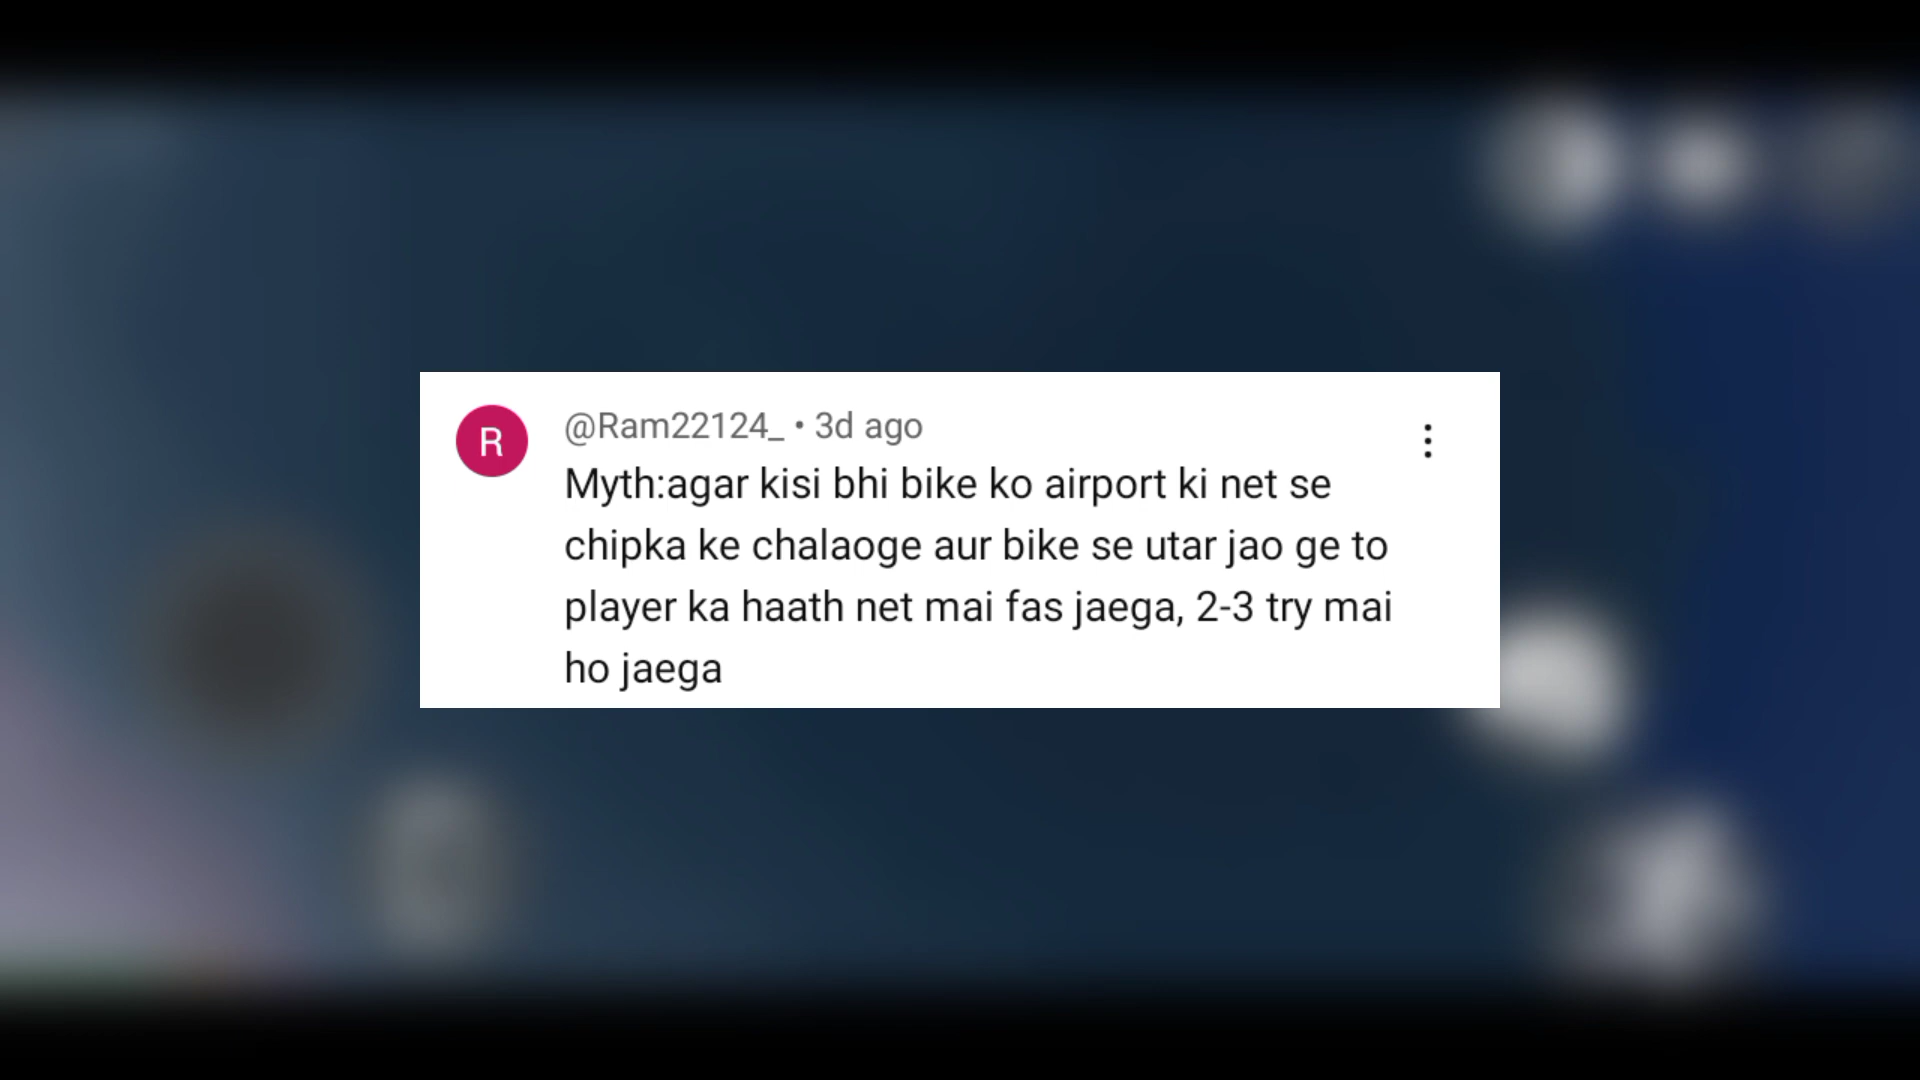 R
@Ram22124_ • 3d ago
Myth:agar kisi bhi bike ko airport ki net se
chipka ke chalaoge aur bike se utar jao ge to
player ka haath net mai fas jaega, 2-3 try mai
ho jaega